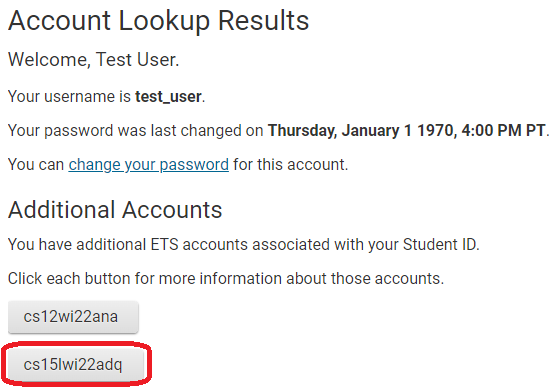 Account Lookup Results
Welcome, Test User.
Your username is test_user.
Your password was last changed on Thursday, January 1 1970, 4:00 PM PT.
You can change your password for this account.
Additional Accounts
You have additional ETS accounts associated with your Student ID.
Click each button for more information about those accounts.
cs12wi22ana
cs15lwi22adq